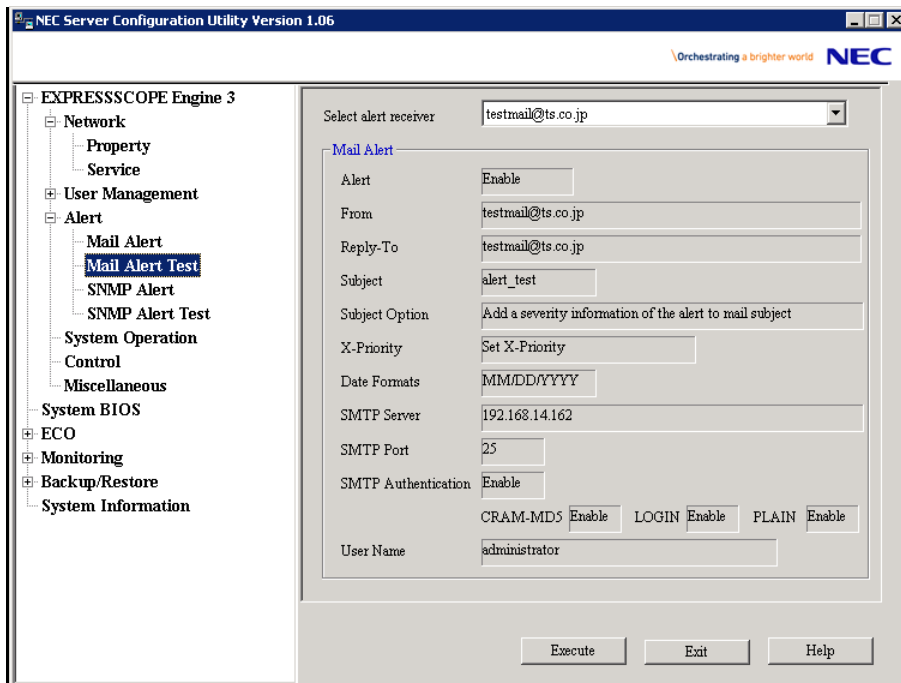 NEC Server Configuration Utility Version 1.06
\Orchestrating a brighter world NEC
EXPRESSSCOPE Engine 3
Network
Property
Service
User Management
Alert
Mail Alert
Mail Alert Test
SNMP Alert
SNMP Alert Test
System Operation
Control
Miscellaneous
System BIOS
ECO
Monitoring
Backup/Restore
System Information
Select alert receiver testmail@ts.co.jp
Mail Alert
Alert Enable
From testmail@ts.co.jp
Reply-To testmail@ts.co.jp
Subject alert_test
Subject Option Add a severity information of the alert to mail subject
X-Priority Set X-Priority
Date Formats MM/DD/YYYY
SMTP Server 192.168.14.162
SMTP Port 25
SMTP Authentication Enable
CRAM-MD5 Enable LOGIN Enable PLAIN Enable
User Name administrator
Execute Exit Help